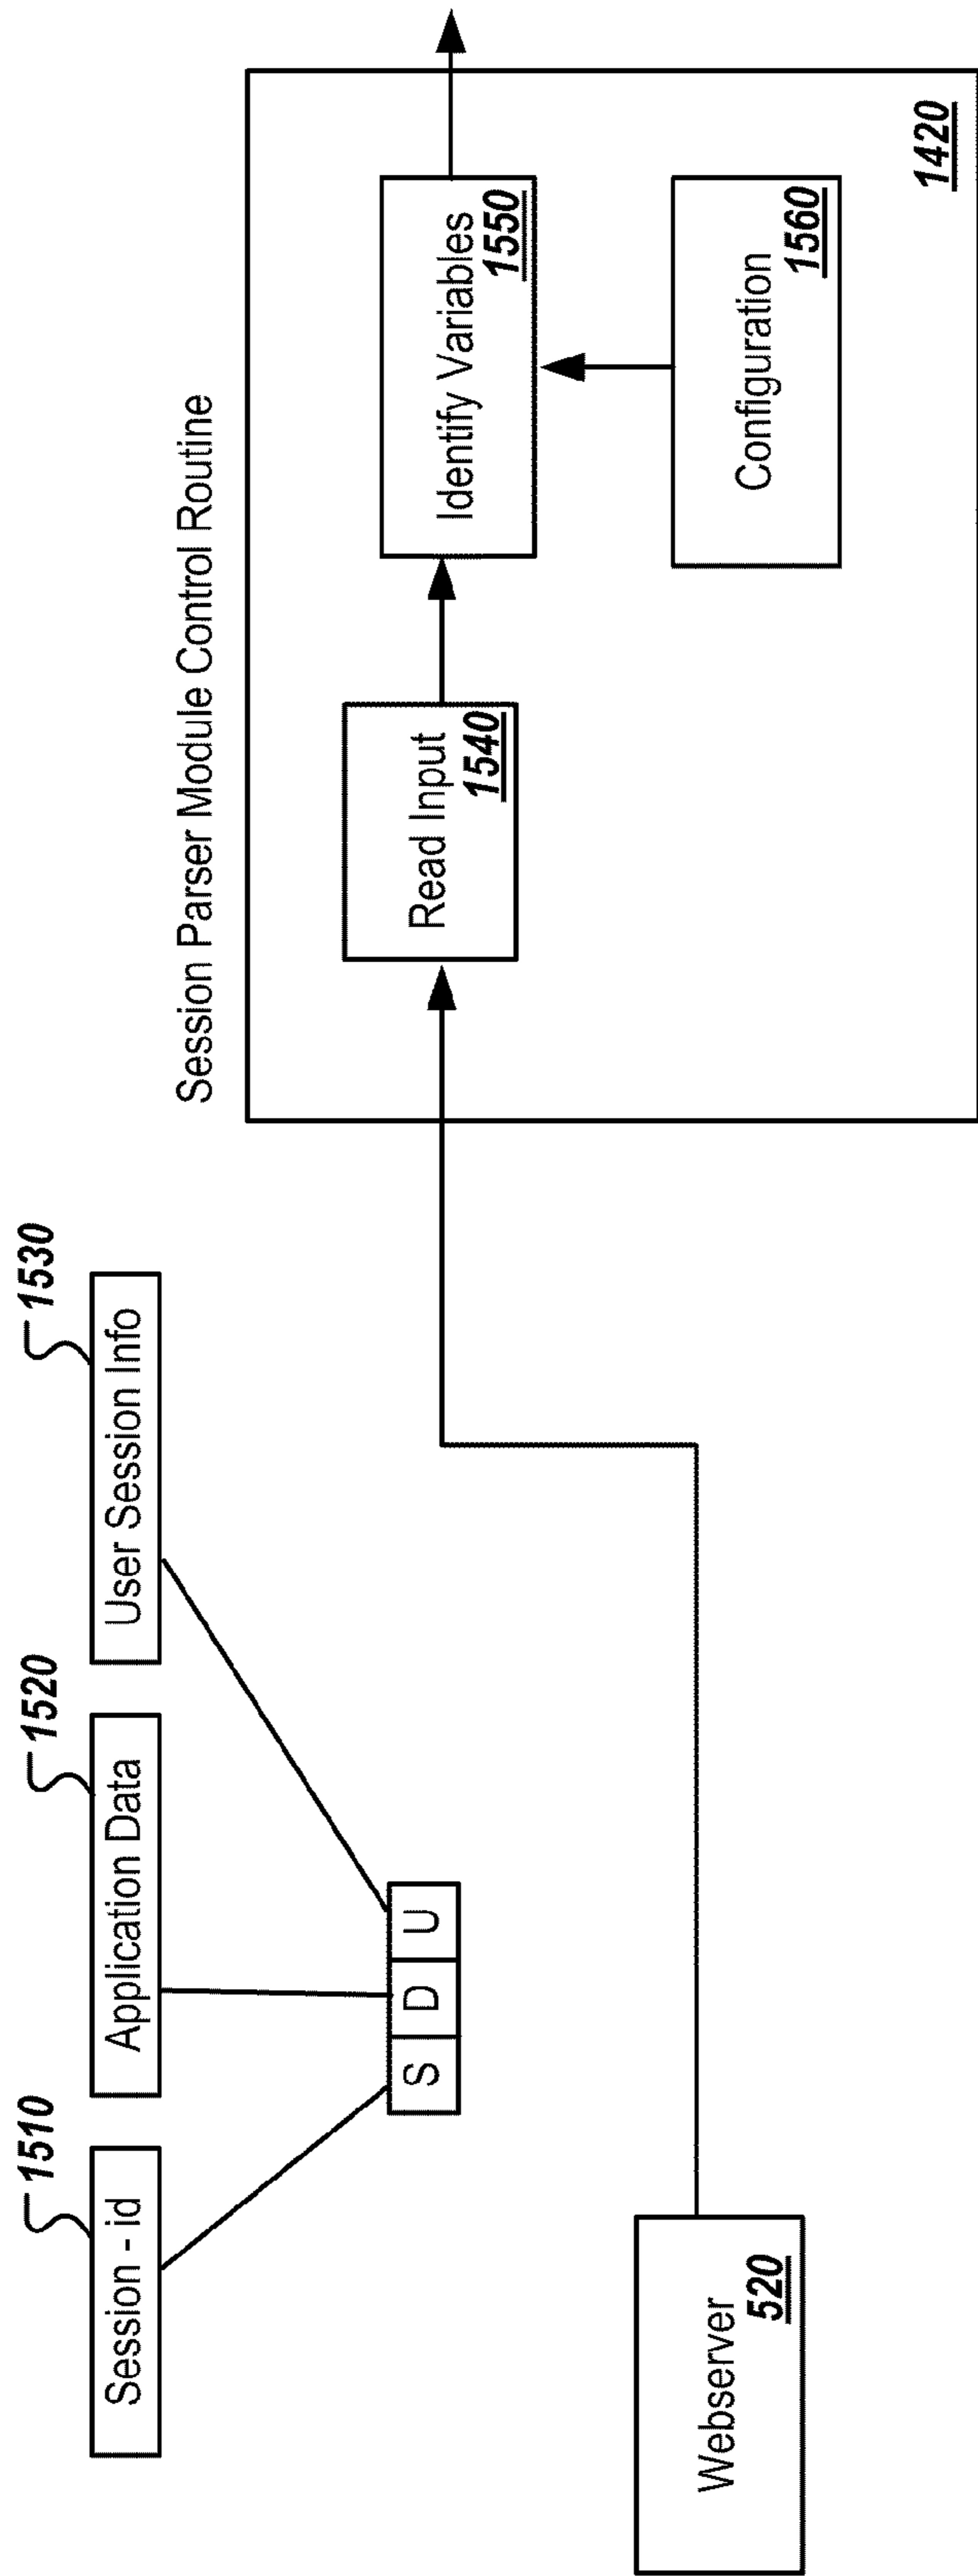 1510
Session - id
1520
Application Data
1530
User Session Info
S D U
Webserver
520
Session Parser Module Control Routine
Read Input
1540
Identify Variables
1550
Configuration
1560
1420